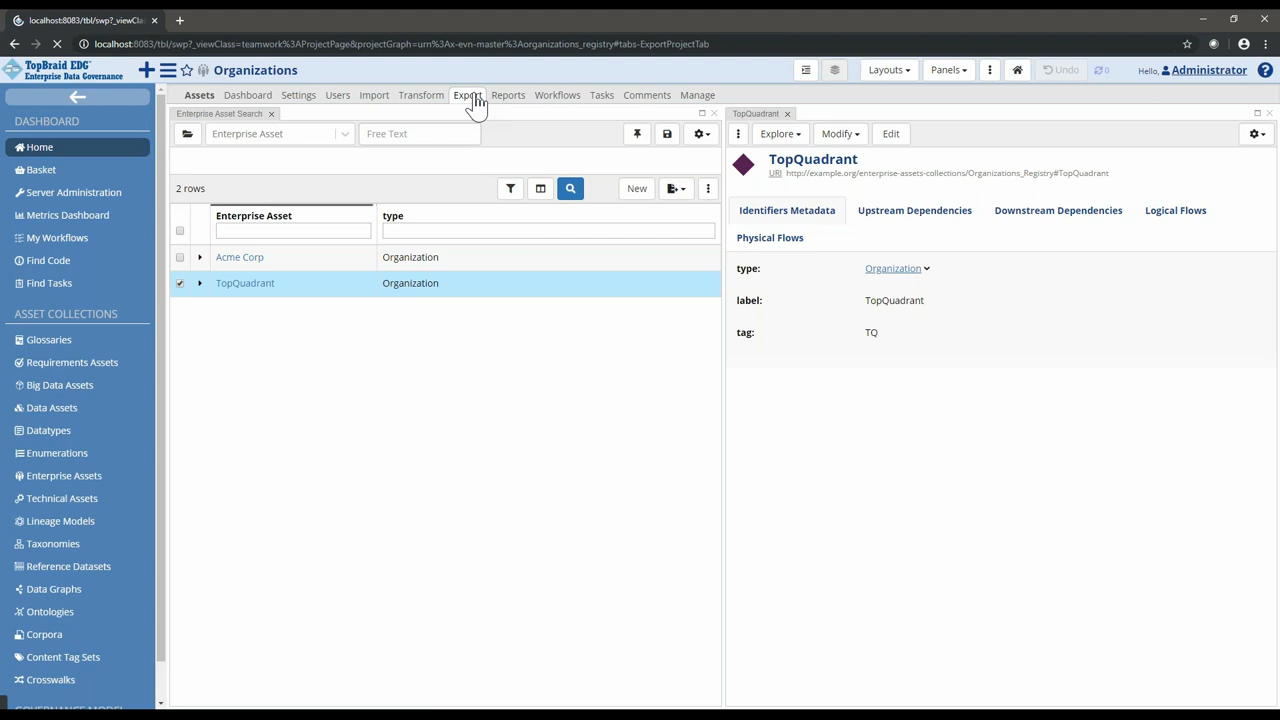 localhost:8083/tbl/swp?_viewCla
localhost:8083/tbl/swp?_viewClass=teamwork%3AProjectPage&projectGraph=urn%3Ax-evn-master%3Aorganizations_registry#tabs-ExportProjectTab
TopBraid EDG
Enterprise Data Governance
Organizations
Layouts
Panels
Undo
0
Hello, Administrator
Assets Dashboard Settings Users Import Transform Export Reports Workflows Tasks Comments Manage
DASHBOARD
Home
Basket
Server Administration
Metrics Dashboard
My Workflows
Find Code
Find Tasks
ASSET COLLECTIONS
Glossaries
Requirements Assets
Big Data Assets
Data Assets
Datatypes
Enumerations
Enterprise Assets
Technical Assets
Lineage Models
Taxonomies
Reference Datasets
Data Graphs
Ontologies
Corpora
Content Tag Sets
Crosswalks
GOVERNANCE MODEL
Enterprise Asset Search
Enterprise Asset
Free Text
2 rows
New
Enterprise Asset type
Acme Corp Organization
TopQuadrant Organization
TopQuadrant
Explore Modify Edit
TopQuadrant
URI http://example.org/enterprise-assets-collections/Organizations_Registry#TopQuadrant
Identifiers Metadata Upstream Dependencies Downstream Dependencies Logical Flows
Physical Flows
type: Organization
label: TopQuadrant
tag: TQ